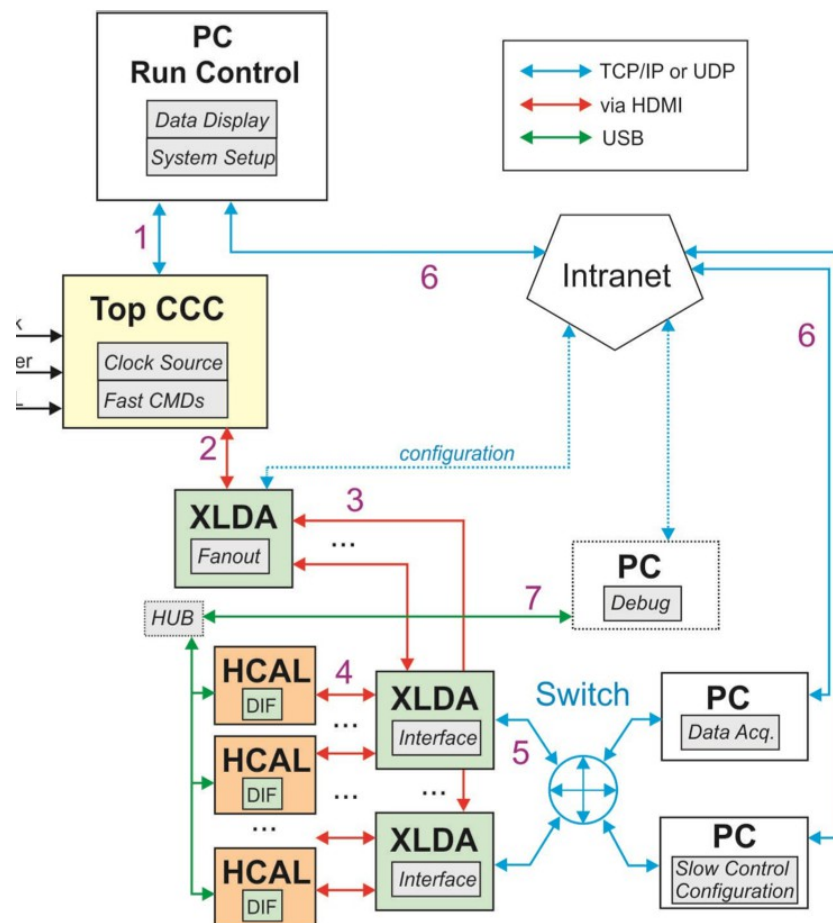 PC
Run Control
Data Display
System Setup
TCP/IP or UDP
via HDMI
USB
1
6
Intranet
6
Top CCC
Clock Source
Fast CMDs
k
er
L
2
configuration
3
XLDA
Fanout
...
PC
Debug
7
HUB
HCAL
DIF
4
...
XLDA
Interface
Switch
5
PC
Data Acq.
HCAL
DIF
...
...
...
...
HCAL
DIF
...
XLDA
Interface
PC
Slow Control
Configuration